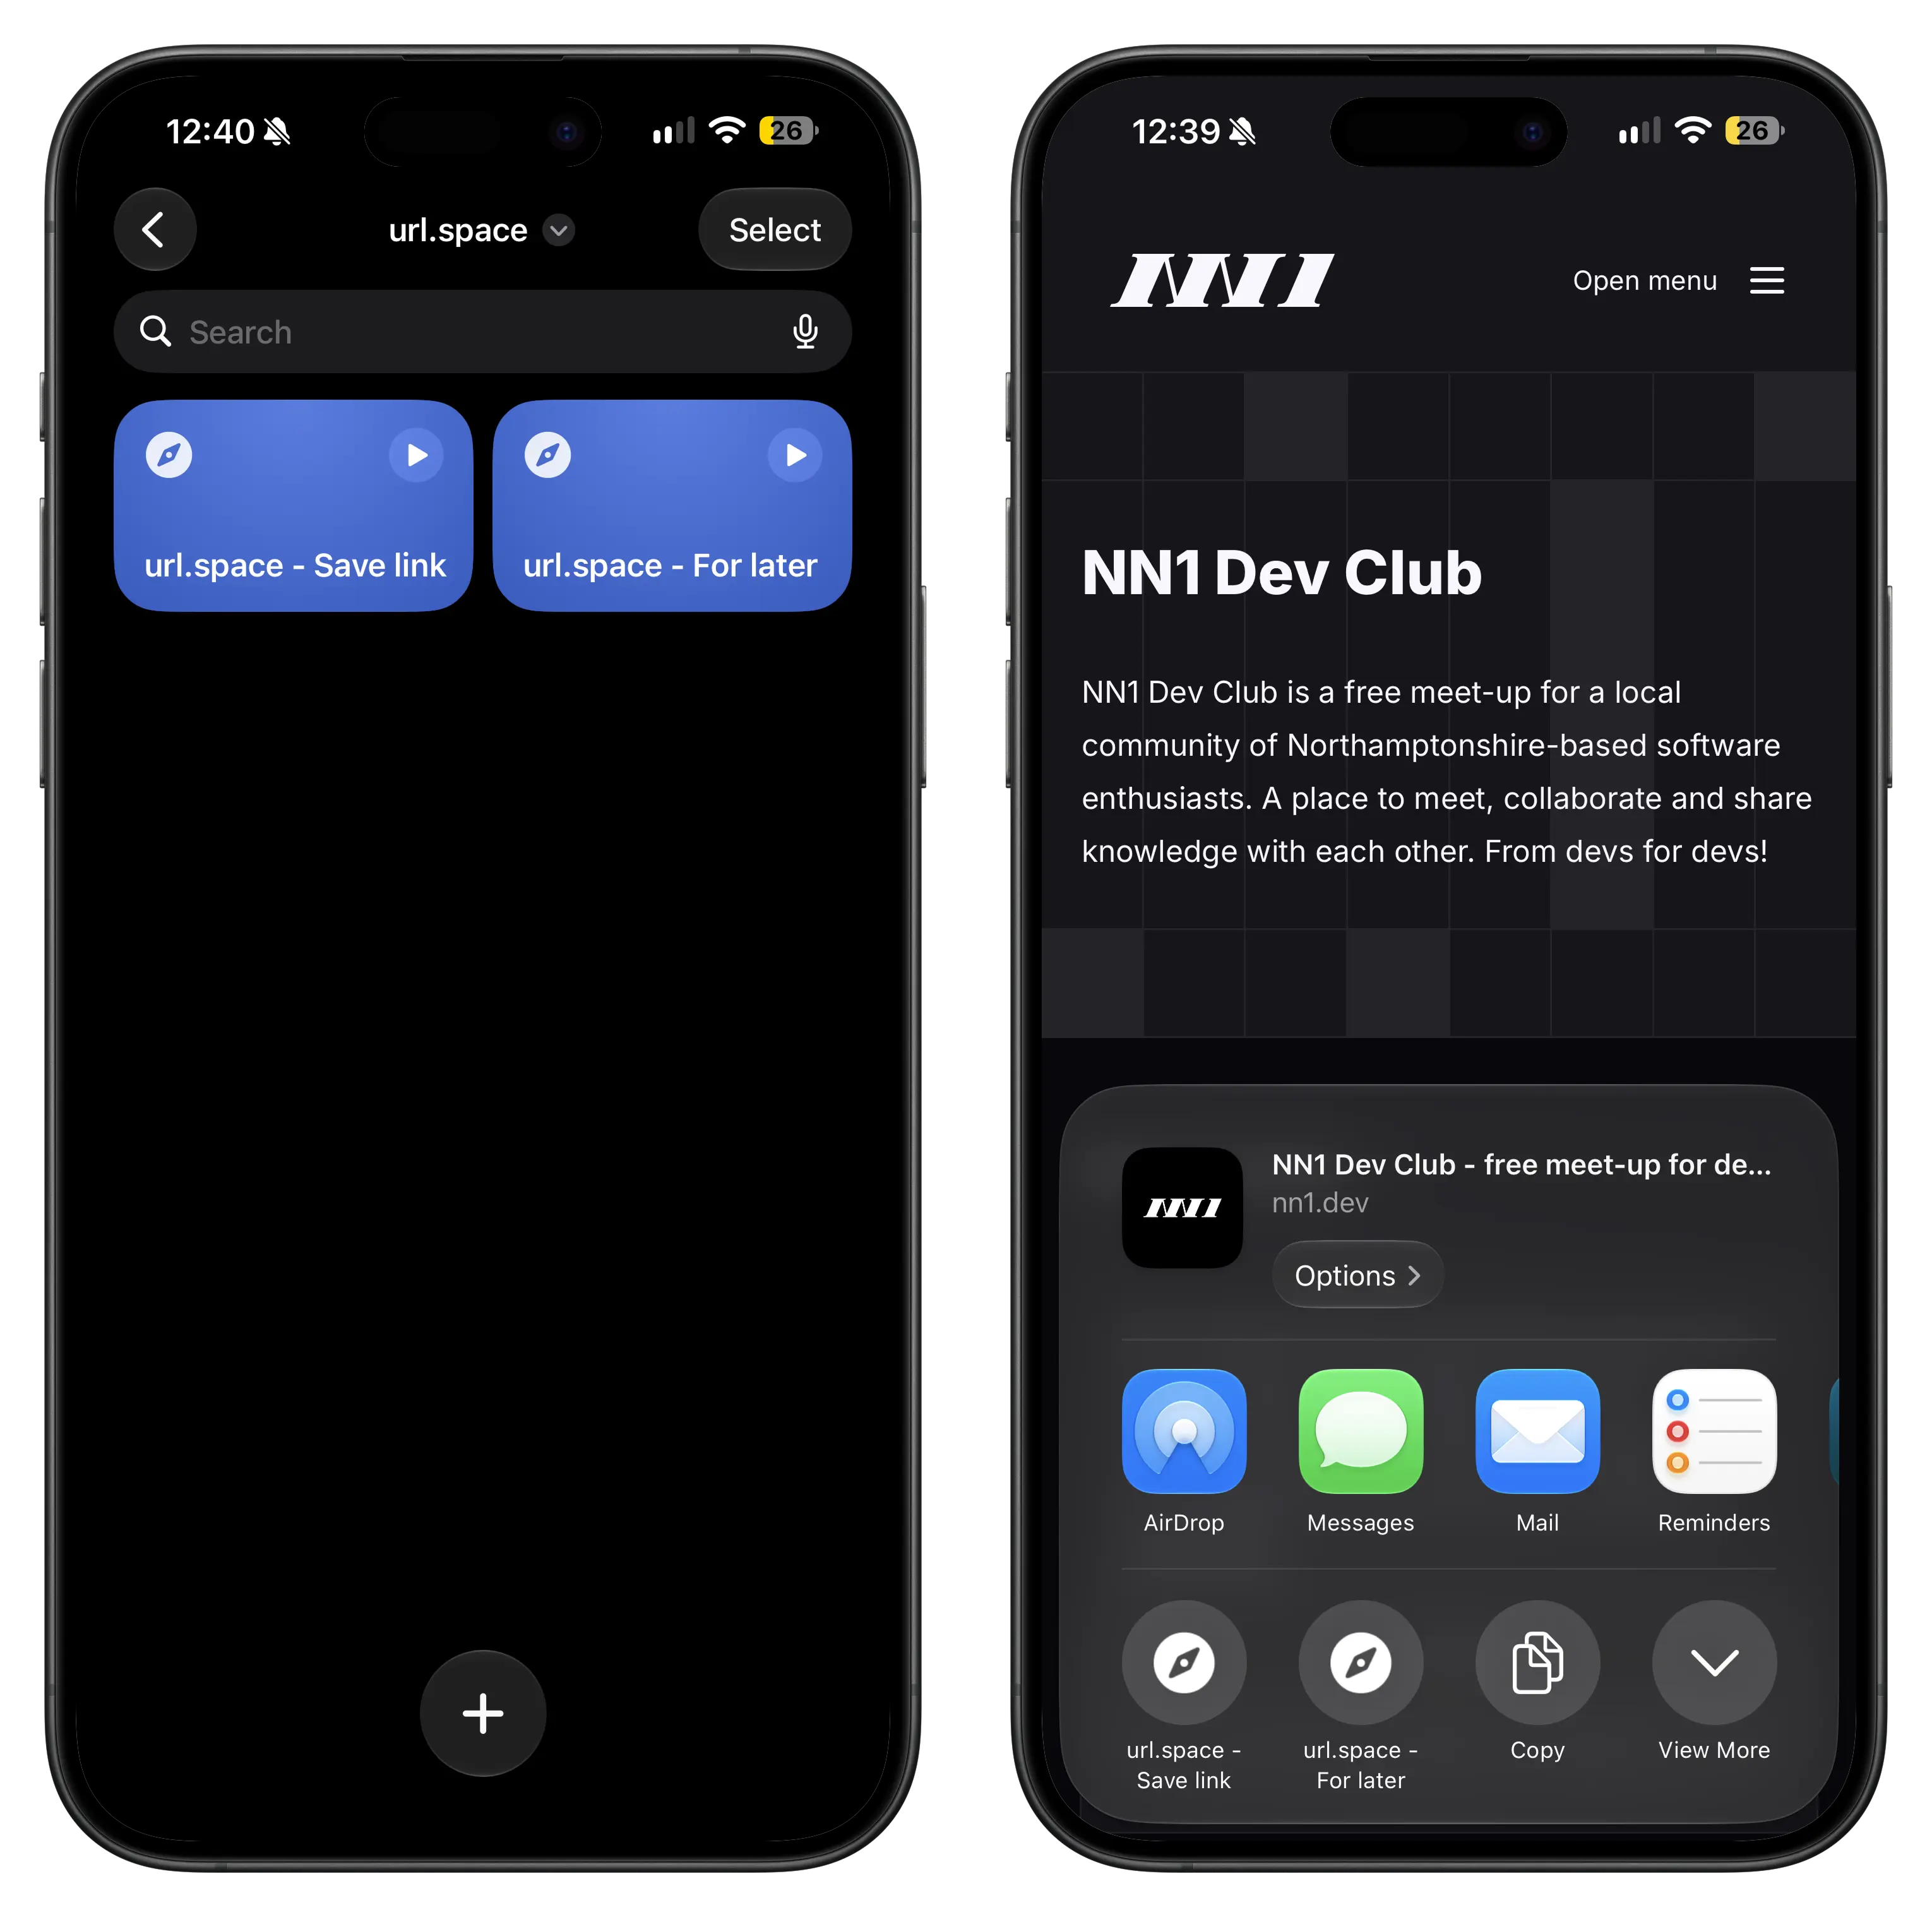 12:40
26
url.space
Select
Search
url.space - Save link
url.space - For later
12:39
26
NN1
Open menu
NN1 Dev Club
NN1 Dev Club is a free meet-up for a local
community of Northamptonshire-based software
enthusiasts. A place to meet, collaborate and share
knowledge with each other. From devs for devs!
NN1
NN1 Dev Club - free meet-up for de...
nn1.dev
Options
AirDrop
Messages
Mail
Reminders
url.space -
Save link
url.space -
For later
Copy
View More